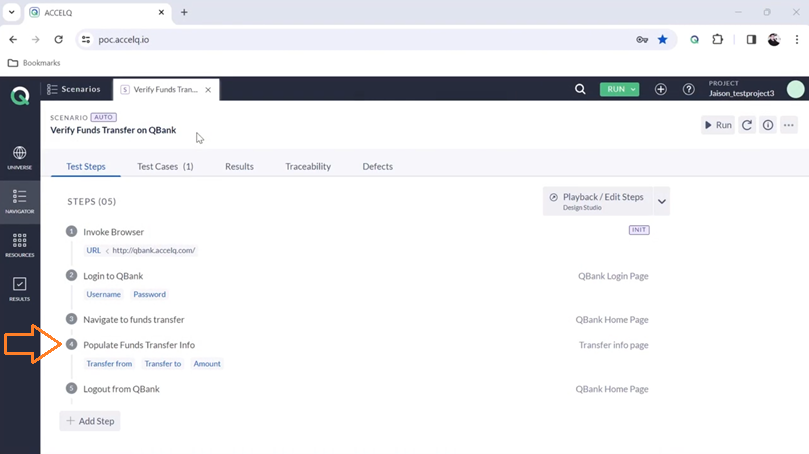 ACCELQ
poc.accelq.io
Bookmarks
Scenarios
S Verify Funds Tran...
RUN
PROJECT
Jaison_testproject3
SCENARIO AUTO
Verify Funds Transfer on QBank
Run
UNIVERSE
NAVIGATOR
RESOURCES
RESULTS
Test Steps Test Cases (1) Results Traceability Defects
STEPS (05)
Playback / Edit Steps
Design Studio
1 Invoke Browser INIT
URL < http://qbank.accelq.com/
2 Login to QBank QBank Login Page
Username Password
3 Navigate to funds transfer QBank Home Page
4 Populate Funds Transfer Info Transfer info page
Transfer from Transfer to Amount
5 Logout from QBank QBank Home Page
+ Add Step